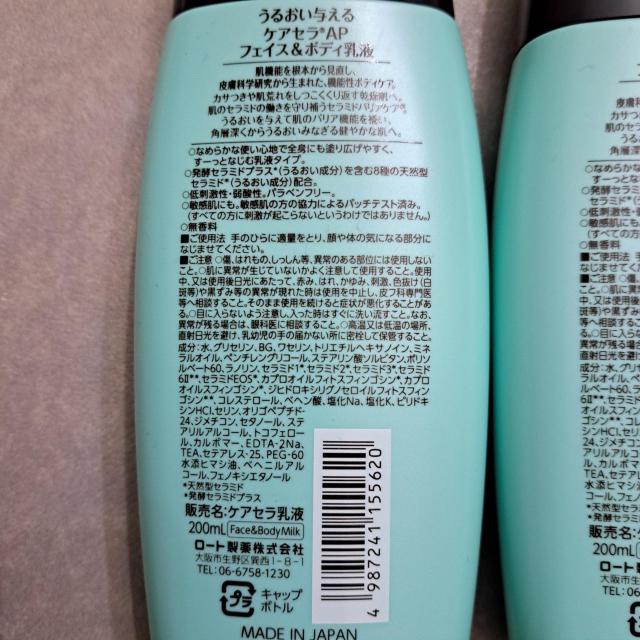 うるおい与える
ケアセラ®AP
フェイス&ボディ乳液
肌機能を根本から見直し、
皮膚科学研究から生まれた、機能性ボディケア。
カサつきや肌荒れをしつこくくり返す乾燥肌へ。
肌のセラミドの働きを守り補うセラミドバリアケア®。
うるおいを与えて肌のバリア機能を補い、
角層深くからうるおいみなぎる健やかな肌へ。
○なめらかな使い心地で全身にも塗り広げやすく、
すーっとなじむ乳液タイプ。
○発酵セラミドプラス*(うるおい成分)を含む8種の天然型
セラミド*(うるおい成分)配合。
○低刺激性・弱酸性。パラベンフリー。
○敏感肌にも。敏感肌の方の協力によるパッチテスト済み。
(すべての方に刺激が起こらないというわけではありません。)
○無香料
■ご使用法 手のひらに適量をとり、顔や体の気になる部分に
なじませてください。
■ご注意 ○傷、はれもの、しっしん等、異常のある部位には使用しない
こと。○肌に異常が生じていないかよく注意して使用すること。使用
中、又は使用後日光にあたって、赤み、はれ、かゆみ、刺激、色抜け(白
斑等)や黒ずみ等の異常が現れた時は使用を中止し、皮フ科専門医
等へ相談すること。そのまま使用を続けると症状が悪化することがあ
る。○目に入らないよう注意し、入った時はすぐに洗い流すこと。なお、
異常が残る場合は、眼科医に相談すること。○高温又は低温の場所、
直射日光を避け、乳幼児の手の届かない所に密栓して保管すること。
成分:水、グリセリン、BG、ワセリン、トリエチルヘキサノイン、ミネ
ラルオイル、ペンチレングリコール、ステアリン酸ソルビタン、ポリソ
ルベート60、ラノリン、セラミド1*、セラミド2*、セラミド3*、セラミド
6Ⅱ**、セラミドEOS*、カプロオイルフィトスフィンゴシン*、カプロ
オイルスフィンゴシン*、ジヒドロキシリグノセロイルフィトスフィン
ゴシン**、コレステロール、ベヘン酸、塩化Na、塩化K、ピリドキ
シンHCl、セリン、オリゴペプチド-
24、ジメチコン、セタノール、ステ
アリルアルコール、トコフェロー
ル、カルボマー、EDTA-2Na、
TEA、セテアレス-25、PEG-60
水添ヒマシ油、ベヘニルアルコ
ール、フェノキシエタノール
*天然型セラミド
*発酵セラミドプラス
販売名:ケアセラ乳液
200mL Face&Body Milk
ロート製薬株式会社
大阪市生野区巽西1-8-1
TEL:06-6758-1230
プラ
キャップ
ボトル
4 987241 155620
MADE IN JAPAN